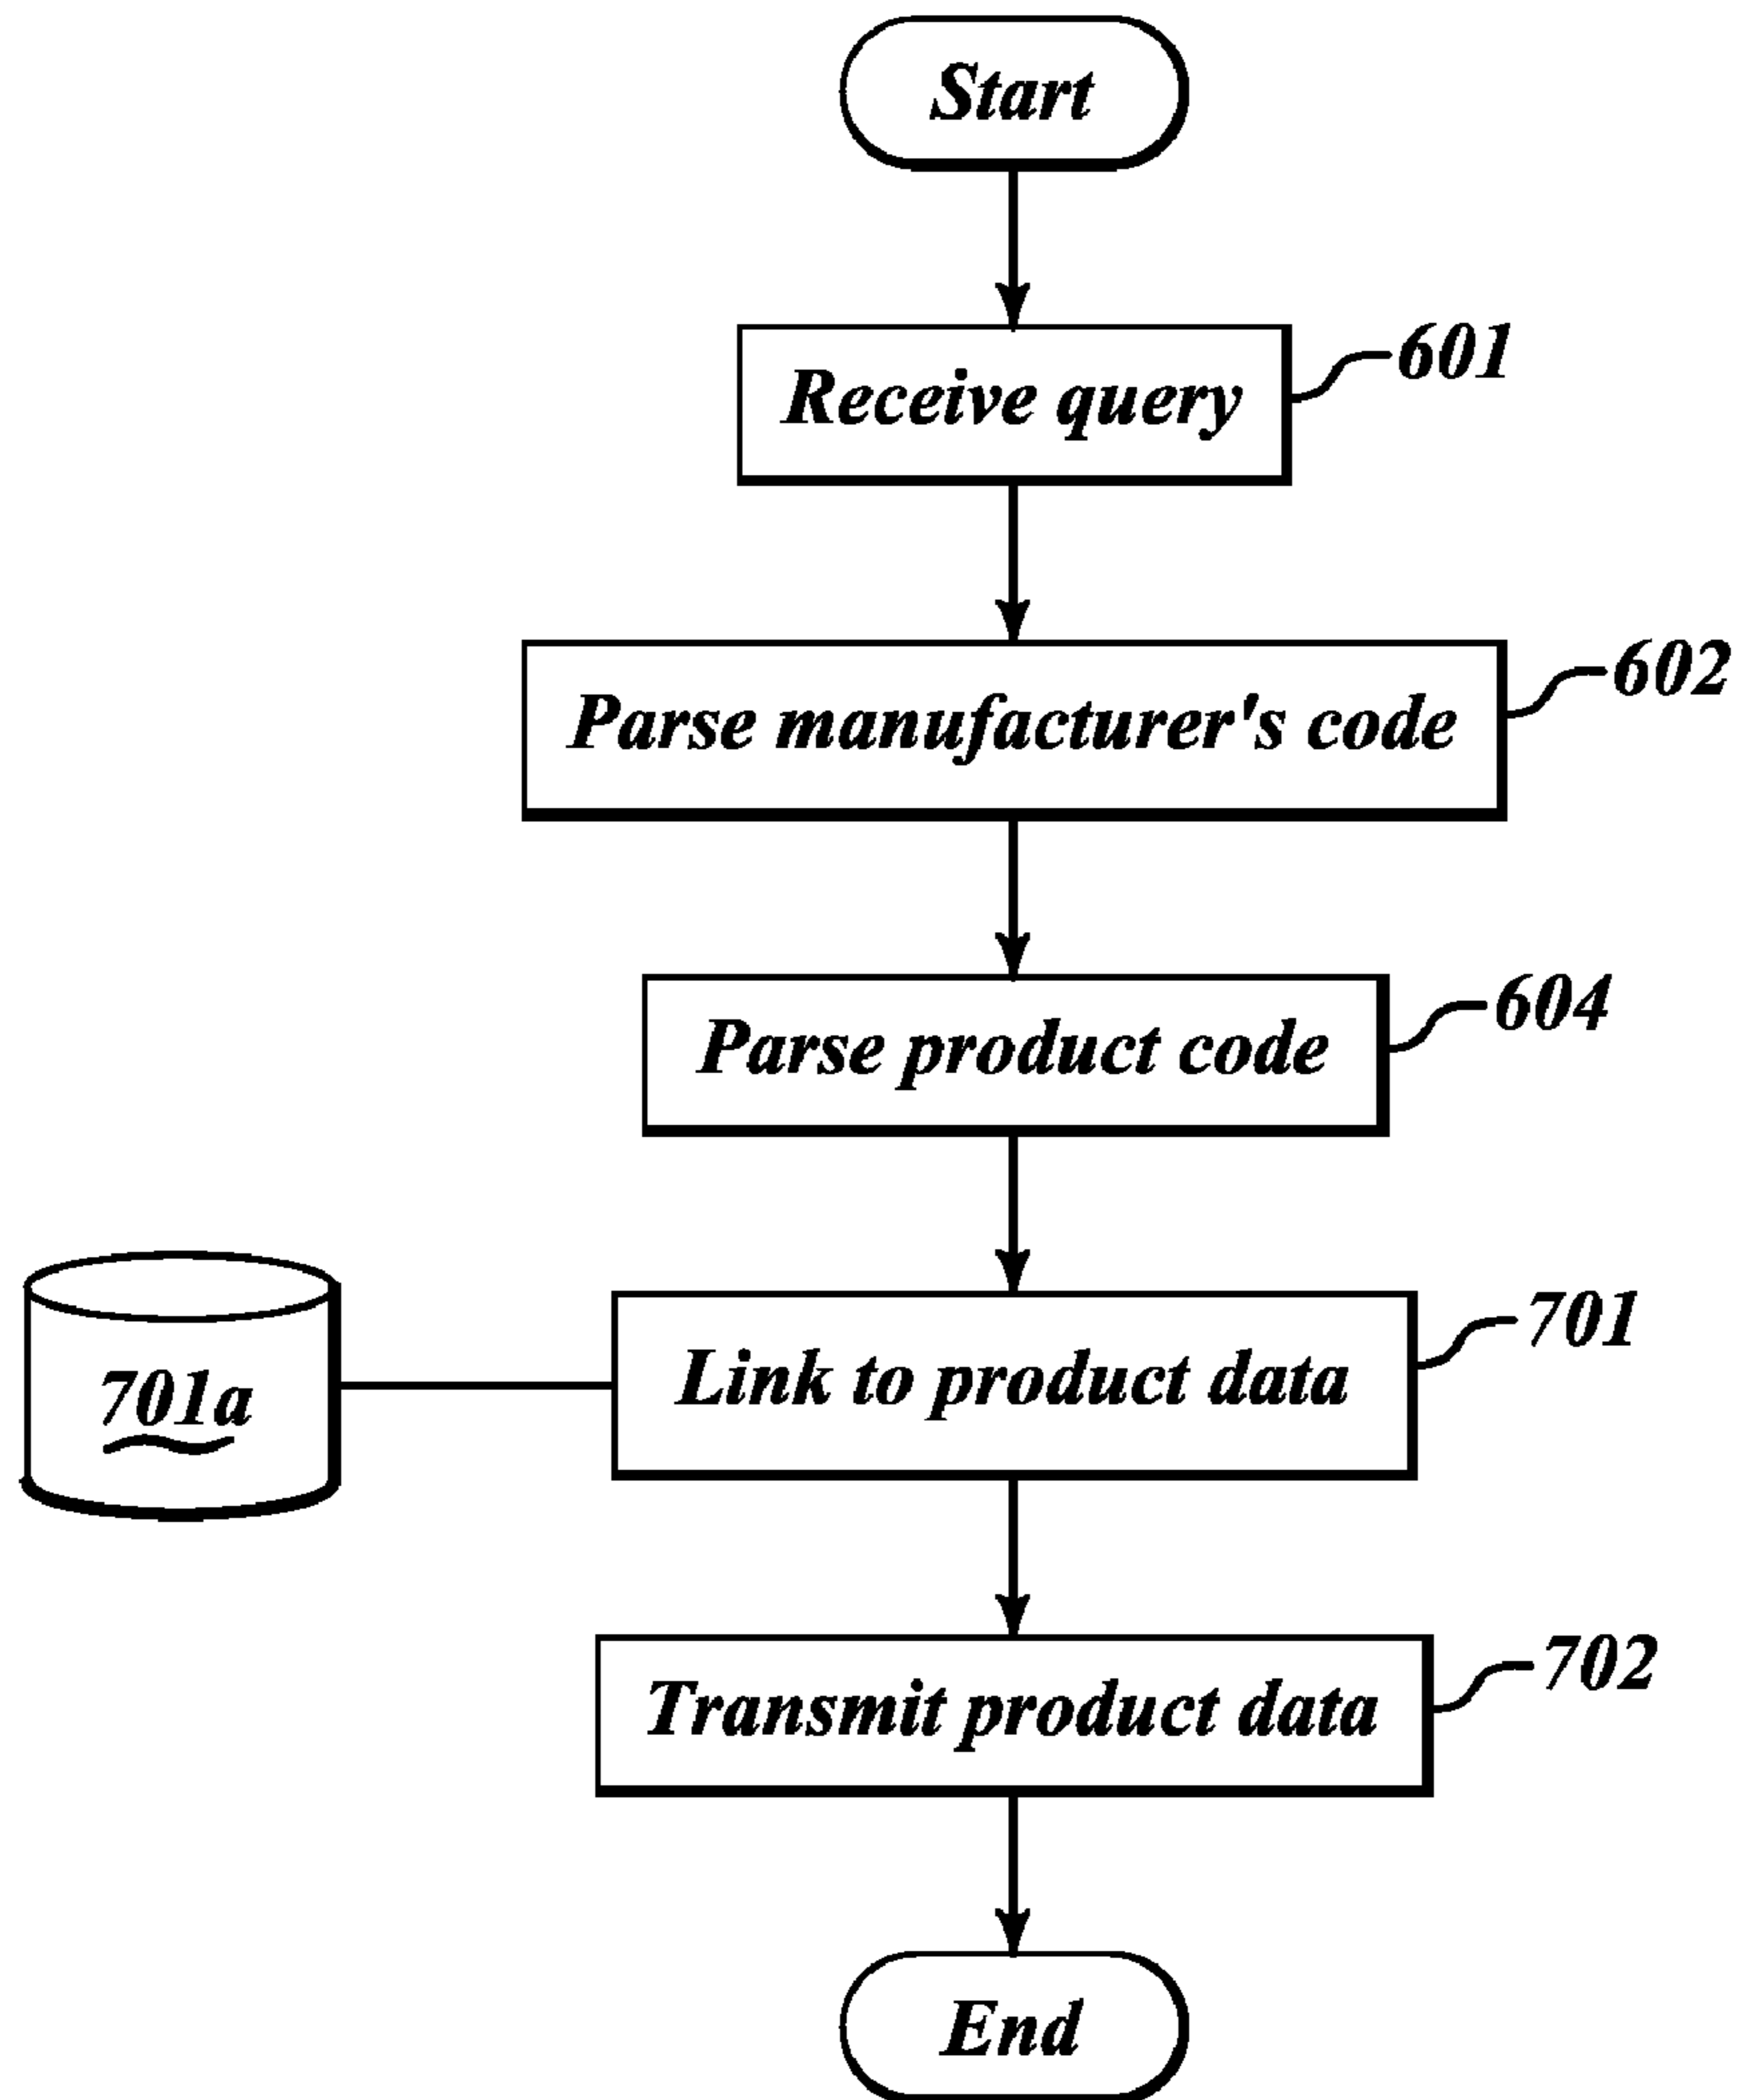 Start
Receive query
601
Parse manufacturer's code
602
Parse product code
604
Link to product data
701
701a
Transmit product data
702
End